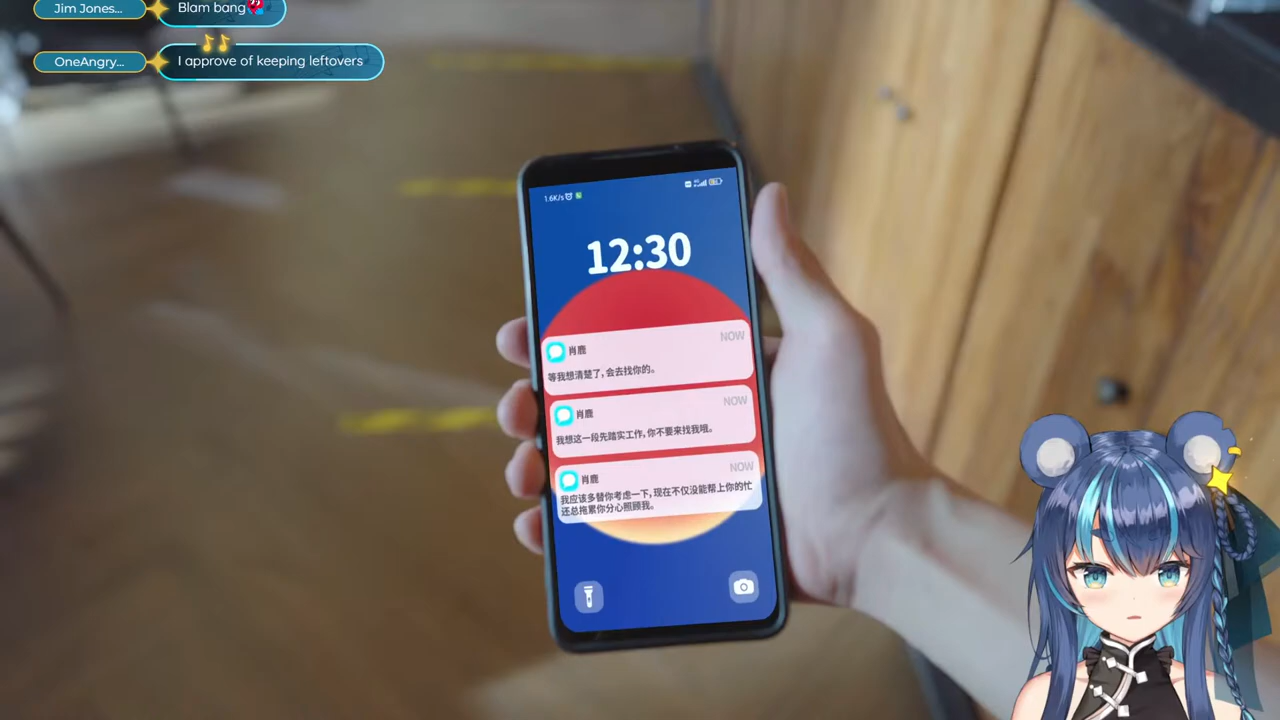 Jim Jones...
Blam bang
OneAngry...
I approve of keeping leftovers
1.6K/s
12:30
肖鹿
NOW
等我想清楚了,会去找你的。
肖鹿
NOW
我想这一段先踏实工作,你不要来找我哦。
肖鹿
NOW
我应该多替你考虑一下,现在不仅没能帮上你的忙
还总拖累你分心照顾我。